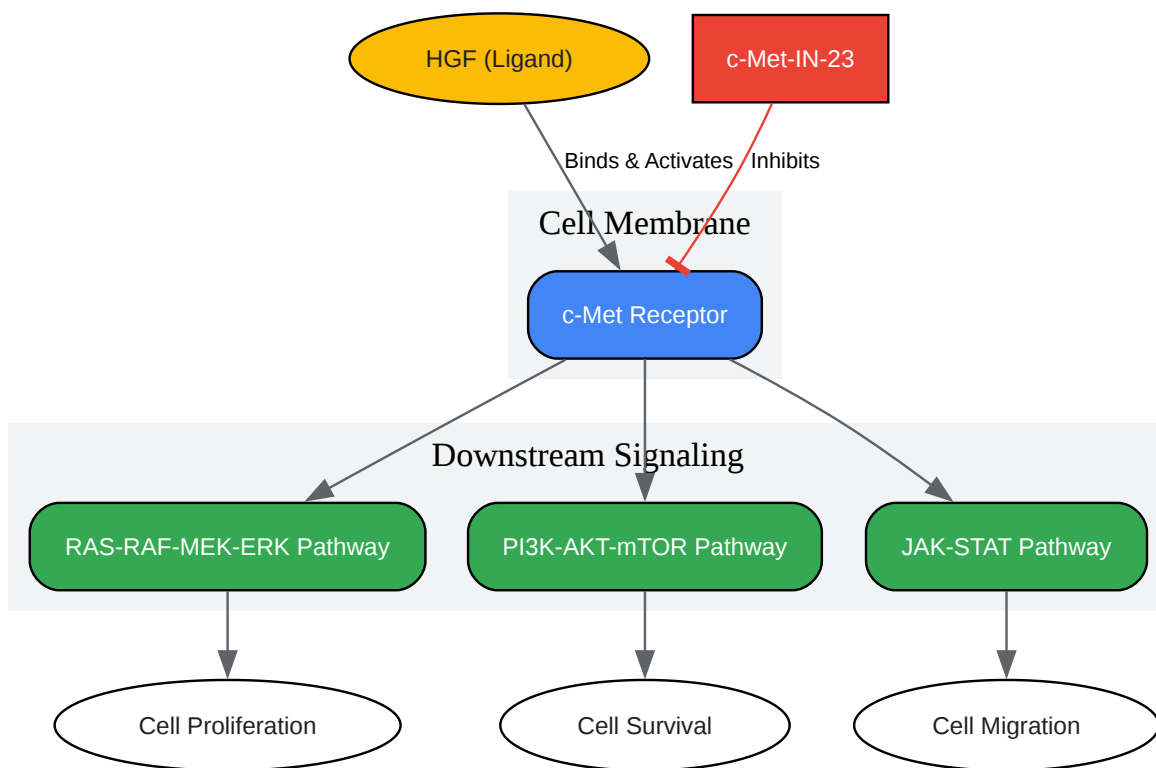 HGF (Ligand)
c-Met-IN-23
Binds & Activates
Inhibits
Cell Membrane
c-Met Receptor
Downstream Signaling
RAS-RAF-MEK-ERK Pathway
PI3K-AKT-mTOR Pathway
JAK-STAT Pathway
Cell Proliferation
Cell Survival
Cell Migration